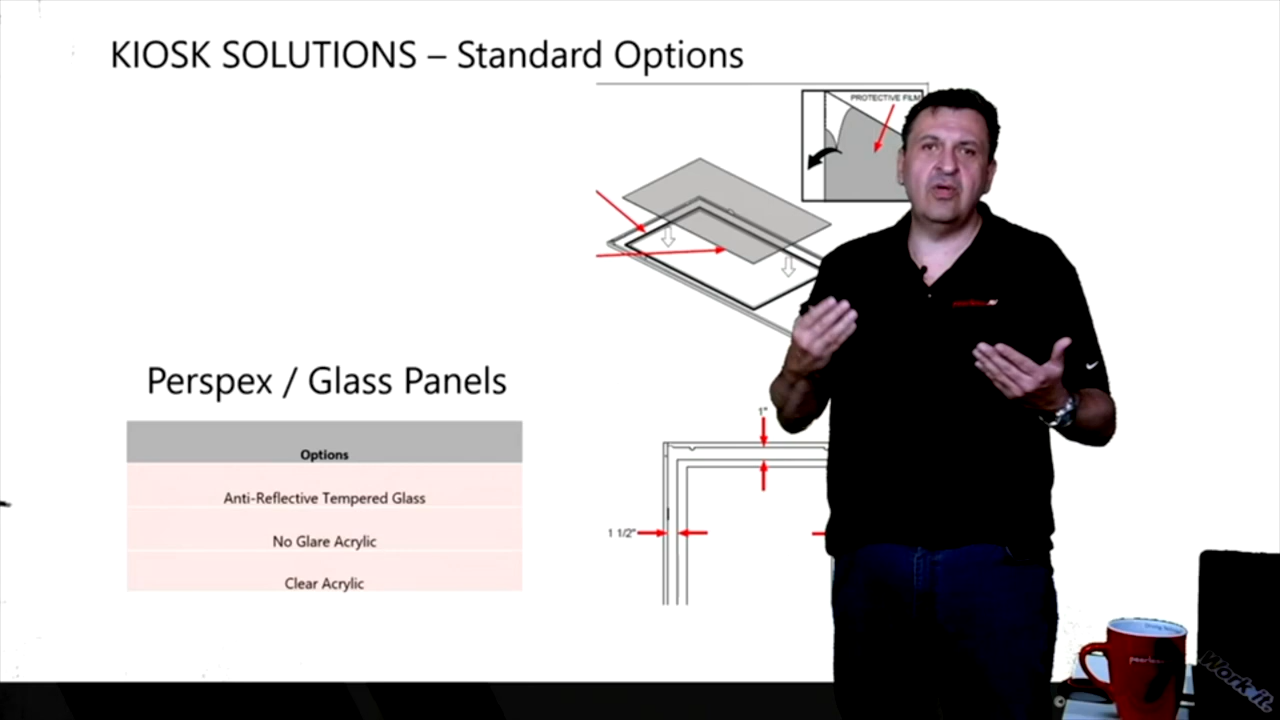 KIOSK SOLUTIONS – Standard Options
PROTECTIVE FILM
Perspex / Glass Panels
Options
Anti-Reflective Tempered Glass
No Glare Acrylic
Clear Acrylic
1"
1 1/2"
©
Work it.